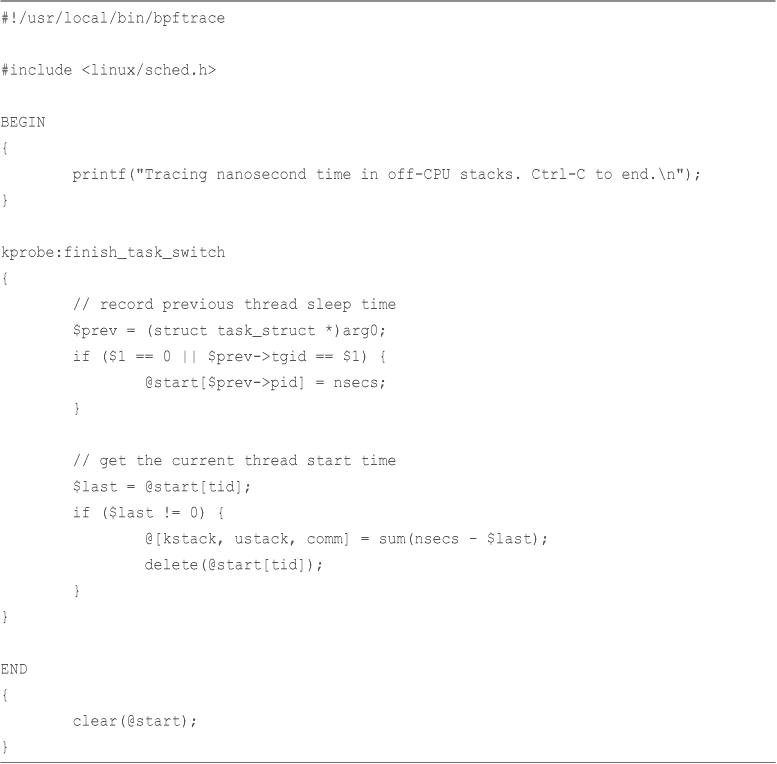 #!/usr/local/bin/bpftrace

#include <linux/sched.h>

BEGIN
{
        printf("Tracing nanosecond time in off-CPU stacks. Ctrl-C to end.\n");
}

kprobe:finish_task_switch
{
        // record previous thread sleep time
        $prev = (struct task_struct *)arg0;
        if ($1 == 0 || $prev->tgid == $1) {
                @start[$prev->pid] = nsecs;
        }

        // get the current thread start time
        $last = @start[tid];
        if ($last != 0) {
                @[kstack, ustack, comm] = sum(nsecs - $last);
                delete(@start[tid]);
        }
}

END
{
        clear(@start);
}